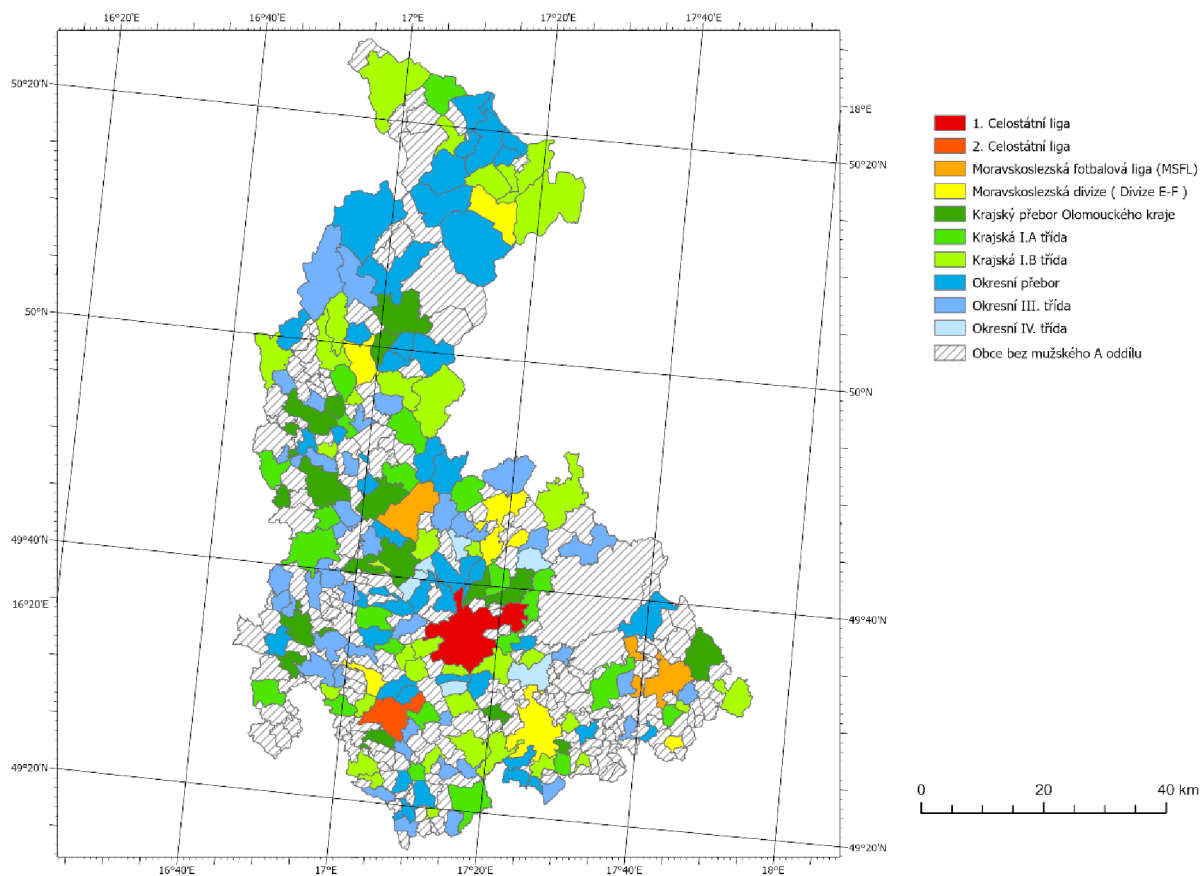 16°20'E 16°40'E 17°E 17°20'E 17°40'E
50°20'N
18°E
50°20'N
1. Celostátní liga
2. Celostátní liga
Moravskoslezská fotbalová liga (MSFL)
Moravskoslezská divize ( Divize E-F )
Krajský přebor Olomouckého kraje
Krajská I.A třída
Krajská I.B třída
Okresní přebor
Okresní III. třída
Okresní IV. třída
Obce bez mužského A oddílu
50°N
50°N
49°40'N
16°20'E
49°40'N
49°20'N
0 20 40 km
49°20'N
16°40'E 17°E 17°20'E 17°40'E 18°E